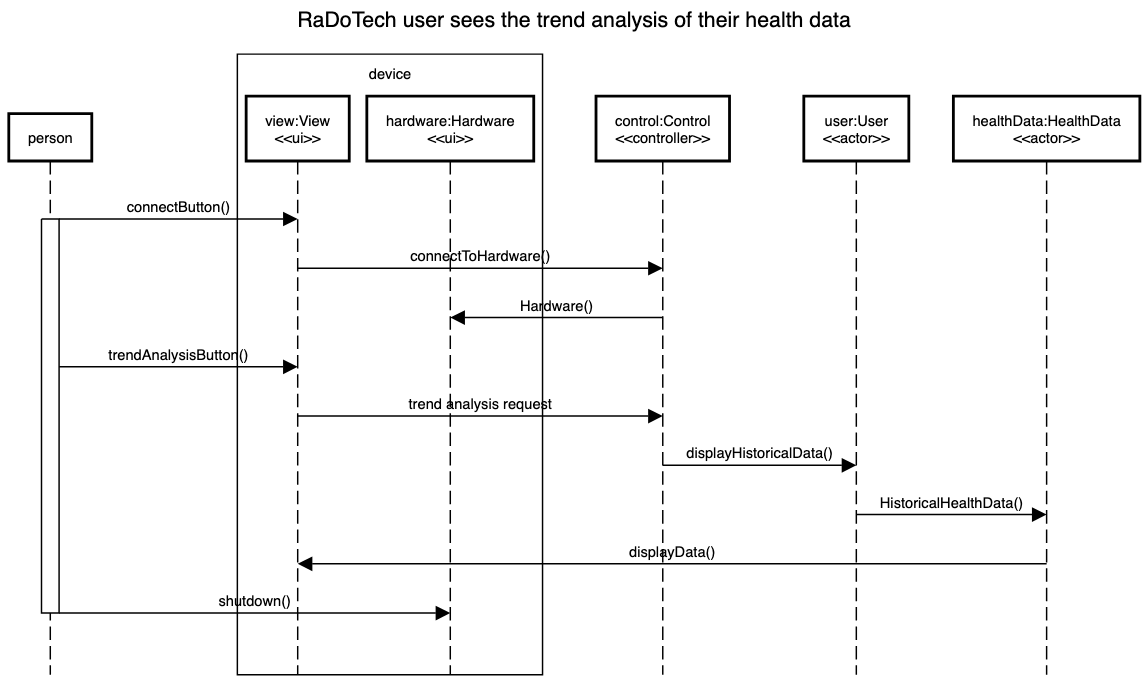 RaDoTech user sees the trend analysis of their health data
device
person
view:View
<<ui>>
hardware:Hardware
<<ui>>
control:Control
<<controller>>
user:User
<<actor>>
healthData:HealthData
<<actor>>
connectButton()
connectToHardware()
Hardware()
trendAnalysisButton()
trend analysis request
displayHistoricalData()
HistoricalHealthData()
displayData()
shutdown()